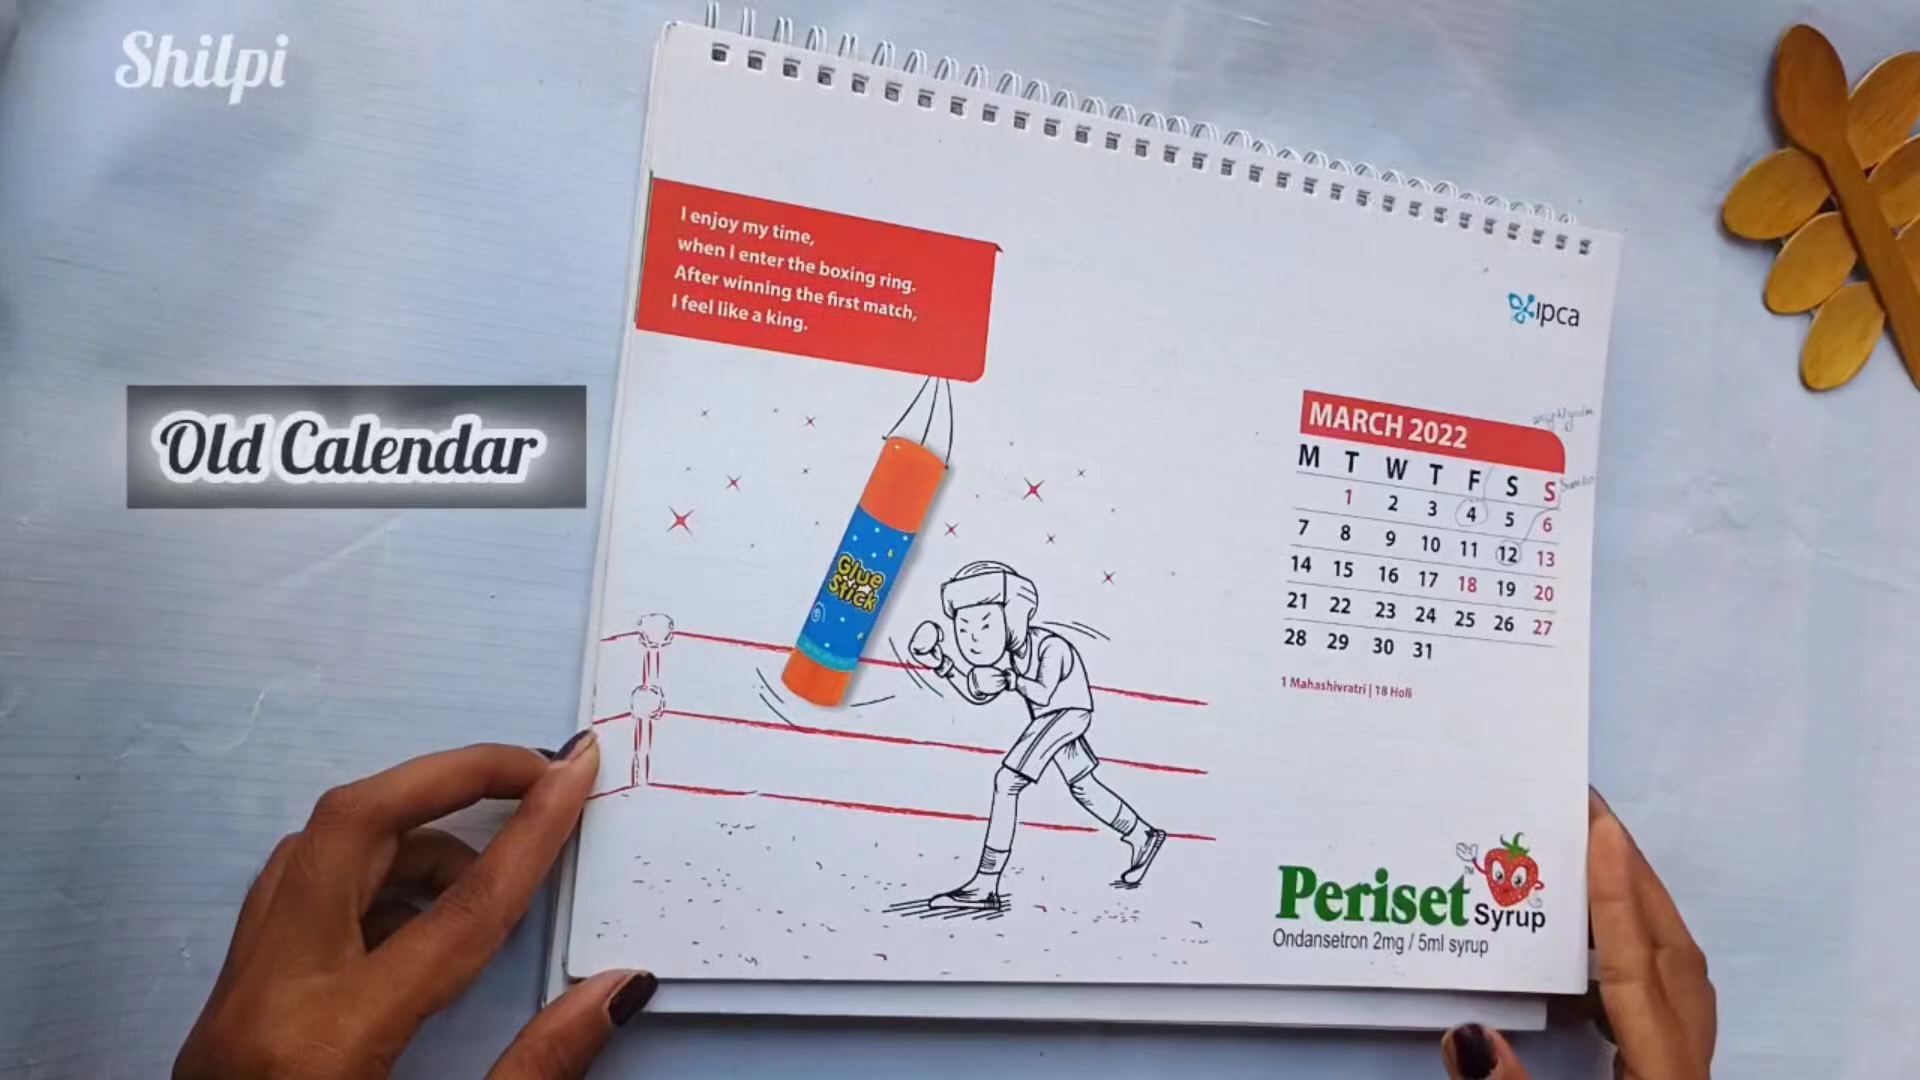 Shilpi
I enjoy my time,
when I enter the boxing ring.
After winning the first match,
I feel like a king.
ipca
Old Calendar
MARCH 2022
M T W T F S S
1 2 3 4 5 6
7 8 9 10 11 12 13
14 15 16 17 18 19 20
21 22 23 24 25 26 27
28 29 30 31
1 Mahashivratri | 18 Holi
Glue
Stick
Periset™
Syrup
Ondansetron 2mg / 5ml syrup